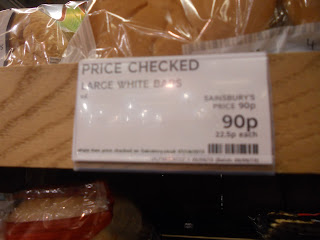 PRICE CHECKED
LARGE WHITE BAPS
SAINSBURY'S
PRICE 90p
90p
22.5p each